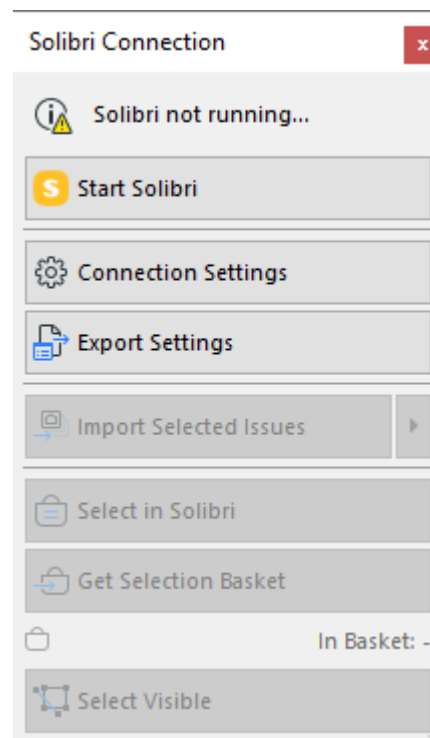 Solibri Connection
x
Solibri not running...
S Start Solibri
Connection Settings
Export Settings
Import Selected Issues
Select in Solibri
Get Selection Basket
In Basket: -
Select Visible